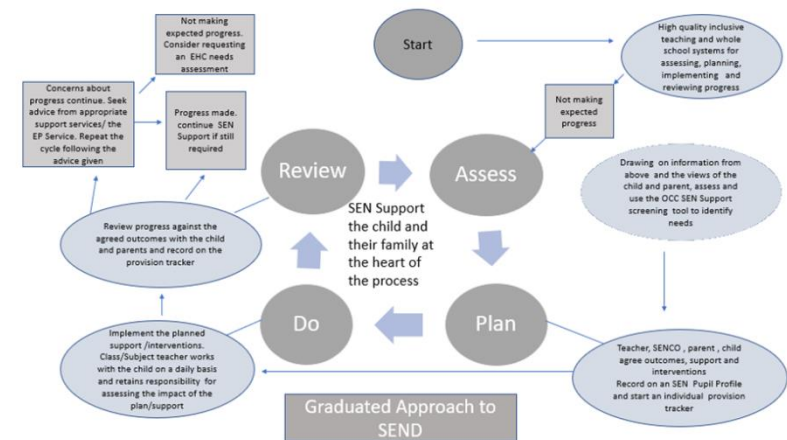 Start
High quality inclusive
teaching and whole
school systems for
assessing, planning,
implementing and
reviewing progress
Not making
expected
progress
Assess
Drawing on information from
above and the views of the
child and parent, assess and
use the OCC SEN Support
screening tool to identify
needs
Plan
Teacher, SENCO , parent , child
agree outcomes, support and
interventions
Record on an SEN Pupil Profile
and start an individual provision
tracker
Do
Implement the planned
support /interventions.
Class/Subject teacher works
with the child on a daily basis
and retains responsibility for
assessing the impact of the
plan/support
Review
Review progress against the
agreed outcomes with the child
and parents and record on the
provision tracker
Concerns about
progress continue. Seek
advice from appropriate
support services/ the
EP Service. Repeat the
cycle following the
advice given
Not making
expected progress.
Consider requesting
an EHC needs
assessment
Progress made.
continue SEN
Support if still
required
SEN Support
the child and
their family at
the heart of
the process
Graduated Approach to
SEND